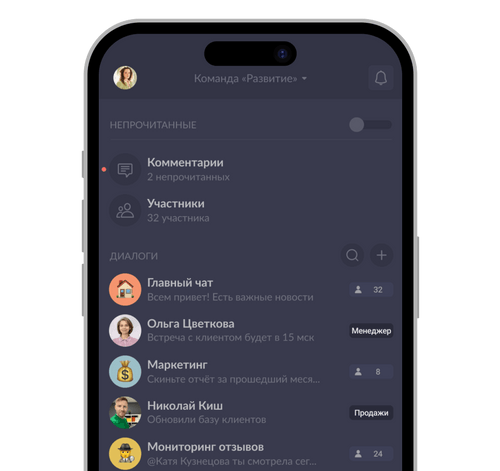 Команда «Развитие»
НЕПРОЧИТАННЫЕ
Комментарии
2 непрочитанных
Участники
32 участника
ДИАЛОГИ
Главный чат
Всем привет! Есть важные новости
32
Ольга Цветкова
Встреча с клиентом будет в 15 мск
Менеджер
Маркетинг
Скиньте отчёт за прошедший меся...
8
Николай Киш
Обновили базу клиентов
Продажи
Мониторинг отзывов
@Катя Кузнецова ты смотрела сег...
24